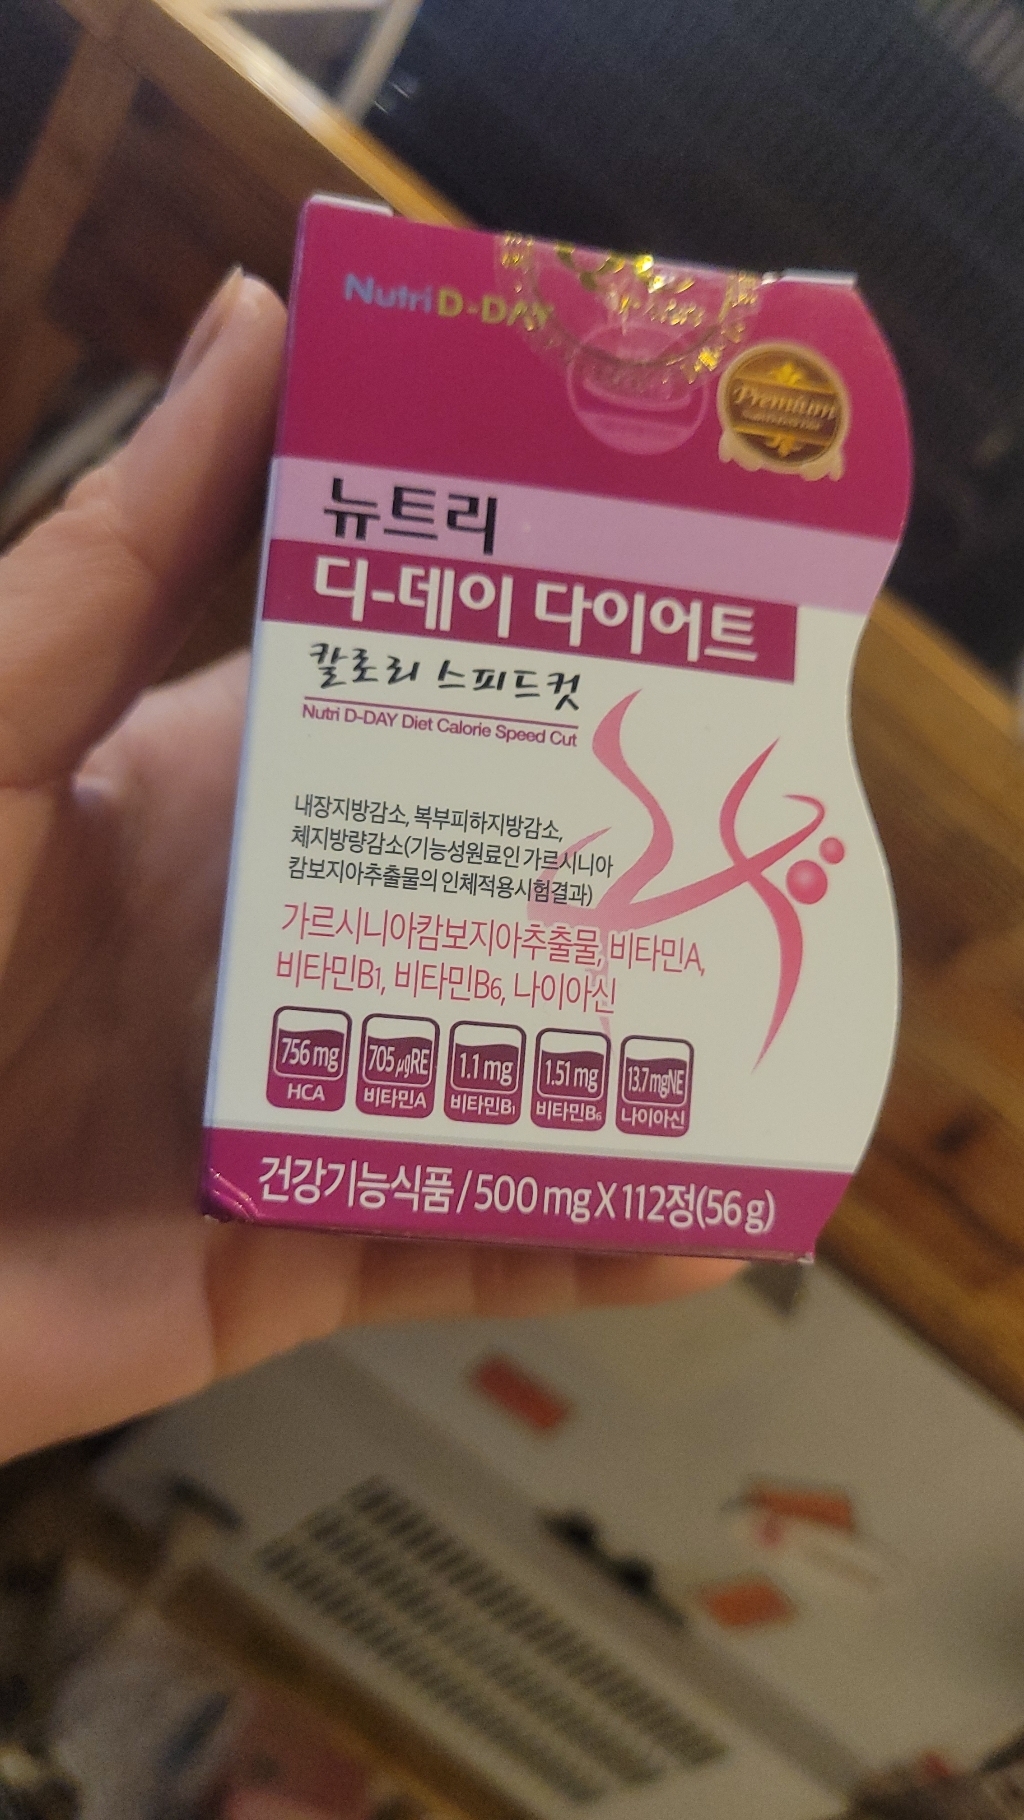 Nutri D-DAY
Premium
뉴트리
디-데이 다이어트
칼로리 스피드컷
Nutri D-DAY Diet Calorie Speed Cut
내장지방감소, 복부피하지방감소,
체지방량감소(기능성원료인 가르시니아
캄보지아추출물의 인체적용시험결과)
가르시니아캄보지아추출물, 비타민A,
비타민B1, 비타민B6, 나이아신
756 mg 705 µgRE 1.1 mg 1.51 mg 13.7 mgNE
HCA 비타민A 비타민B1 비타민B6 나이아신
건강기능식품/500 mg X 112정(56 g)